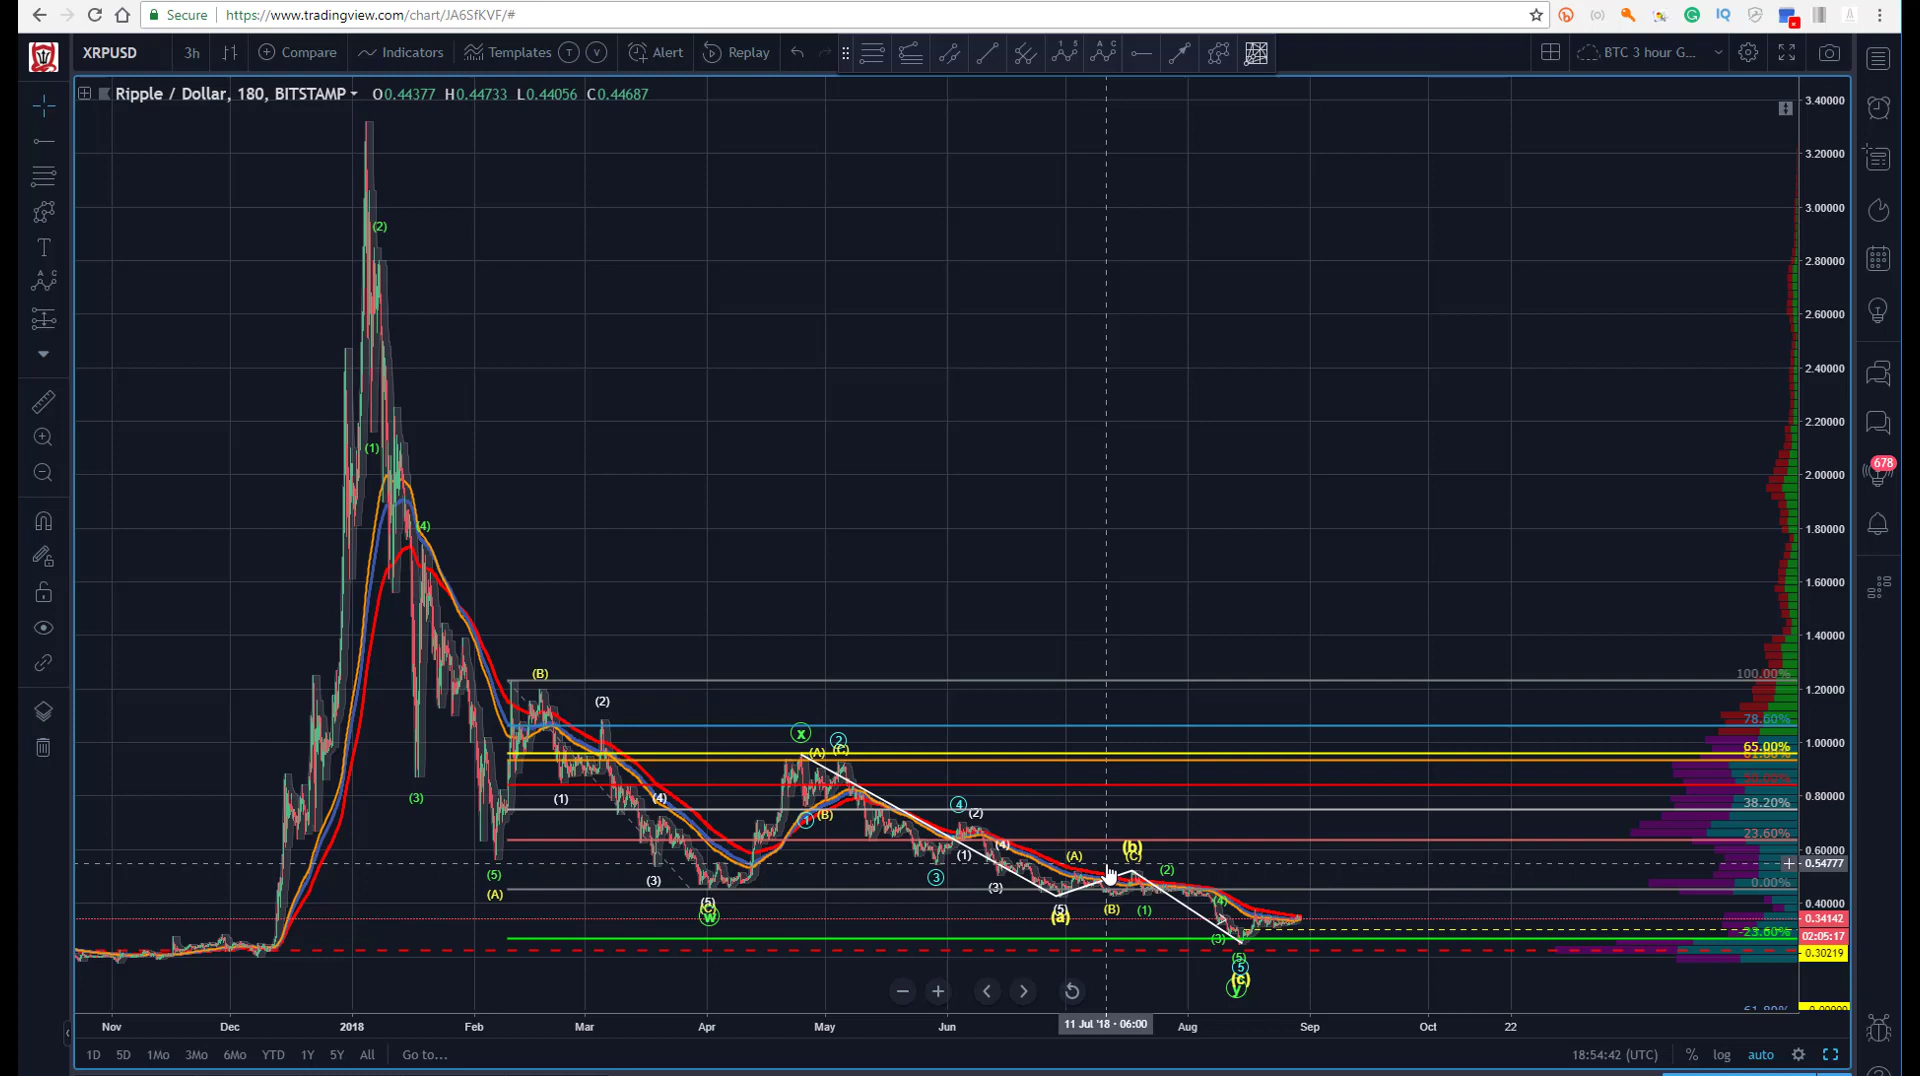 Secure
https://www.tradingview.com/chart/JA6SfKVF/#
XRPUSD 3h Compare Indicators Templates T V Alert Replay BTC 3 hour G...
Ripple / Dollar, 180, BITSTAMP O0.44377 H0.44733 L0.44056 C0.44687
3.40000
3.20000
3.00000
2.80000
2.60000
2.40000
2.20000
2.00000
1.80000
1.60000
1.40000
1.20000
1.00000
0.80000
0.60000
0.54777
0.40000
0.34142
02:05:17
0.30219
678
(2)
(1)
(4)
(3)
(5)
(A)
(B)
(2)
(1)
(4)
(3)
(5)
w
x
(A)
2
(C)
1
(B)
4
(2)
3
(1)
(4)
(3)
(5)
(a)
(A)
(b)
(C)
(2)
(B)
(1)
(4)
(3)
(5)
5
(c)
y
100.00%
78.60%
65.00%
38.20%
23.60%
0.00%
-23.60%
Nov Dec 2018 Feb Mar Apr May Jun 11 Jul '18 - 06:00 Aug Sep Oct 22
1D 5D 1Mo 3Mo 6Mo YTD 1Y 5Y All Go to... 18:54:42 (UTC) % log auto